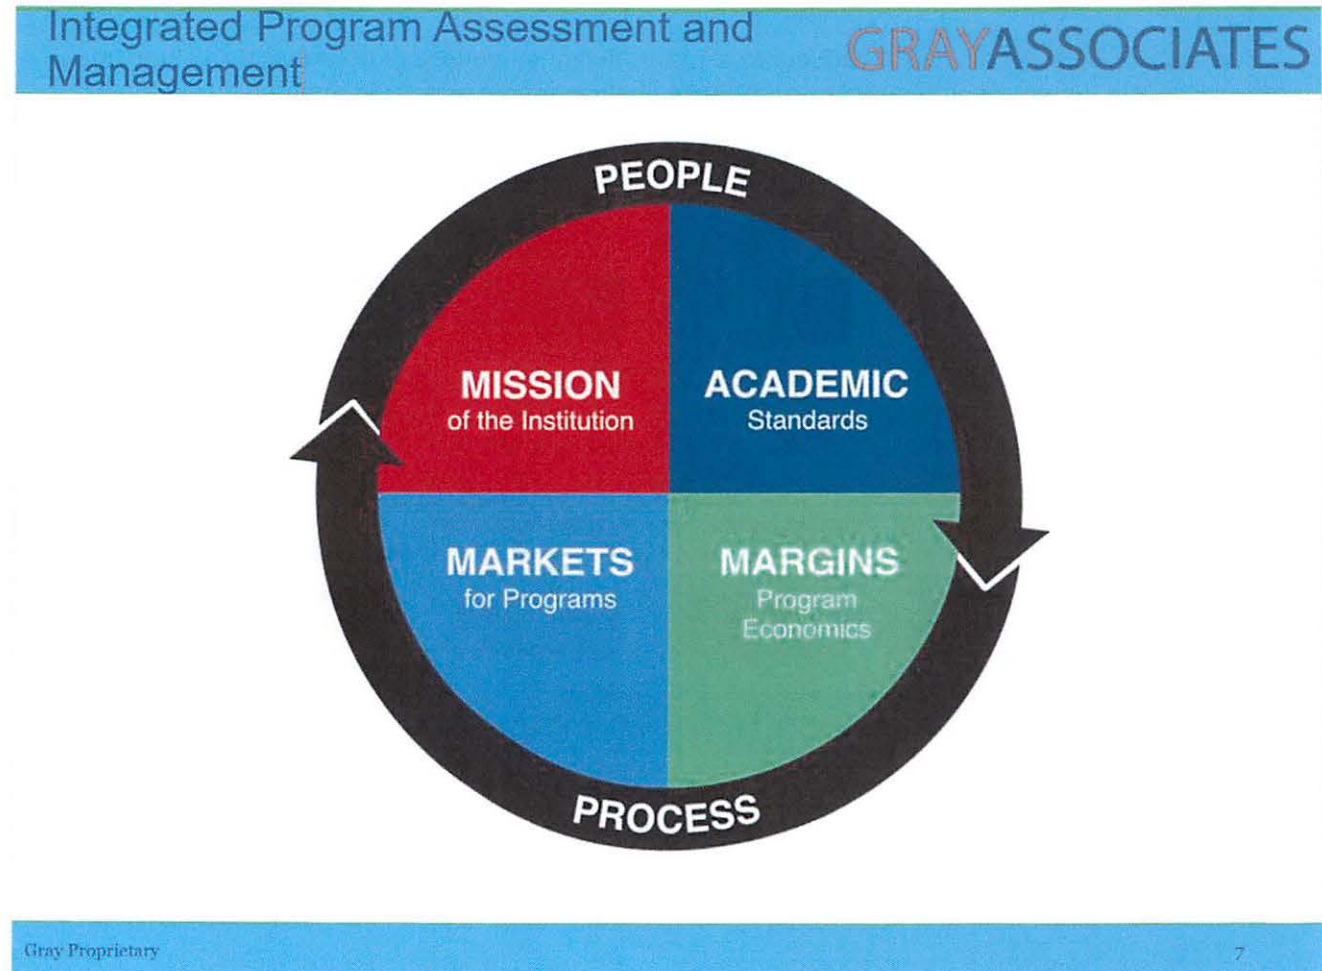 Integrated Program Assessment and
Management
GRAYASSOCIATES
PEOPLE
MISSION
of the Institution
ACADEMIC
Standards
MARKETS
for Programs
MARGINS
Program
Economics
PROCESS
Gray Proprietary
7